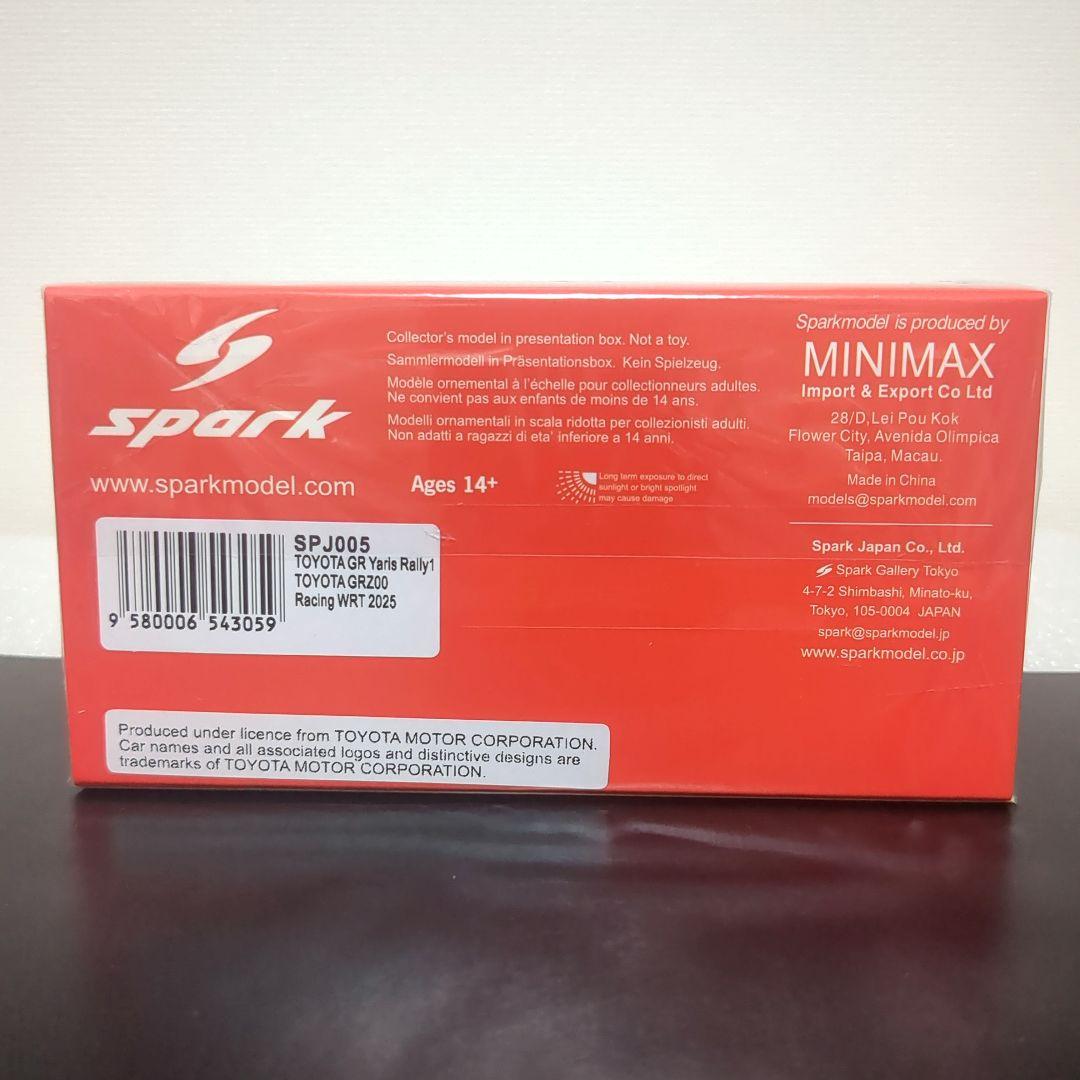 spark
www.sparkmodel.com
Collector's model in presentation box. Not a toy.
Sammlermodell in Präsentationsbox. Kein Spielzeug.
Modèle ornemental à l'échelle pour collectionneurs adultes.
Ne convient pas aux enfants de moins de 14 ans.
Modelli ornamentali in scala ridotta per collezionisti adulti.
Non adatti a ragazzi di eta' inferiore a 14 anni.
Ages 14+
Long term exposure to direct
sunlight or bright spotlight
may cause damage
Sparkmodel is produced by
MINIMAX
Import & Export Co Ltd
28/D,Lei Pou Kok
Flower City, Avenida Olimpica
Taipa, Macau.
Made in China
models@sparkmodel.com
Spark Japan Co., Ltd.
Spark Gallery Tokyo
4-7-2 Shimbashi, Minato-ku,
Tokyo, 105-0004 JAPAN
spark@sparkmodel.jp
www.sparkmodel.co.jp
SPJ005
TOYOTA GR Yaris Rally1
TOYOTA GRZ00
Racing WRT 2025
9 580006 543059
Produced under licence from TOYOTA MOTOR CORPORATION.
Car names and all associated logos and distinctive designs are
trademarks of TOYOTA MOTOR CORPORATION.